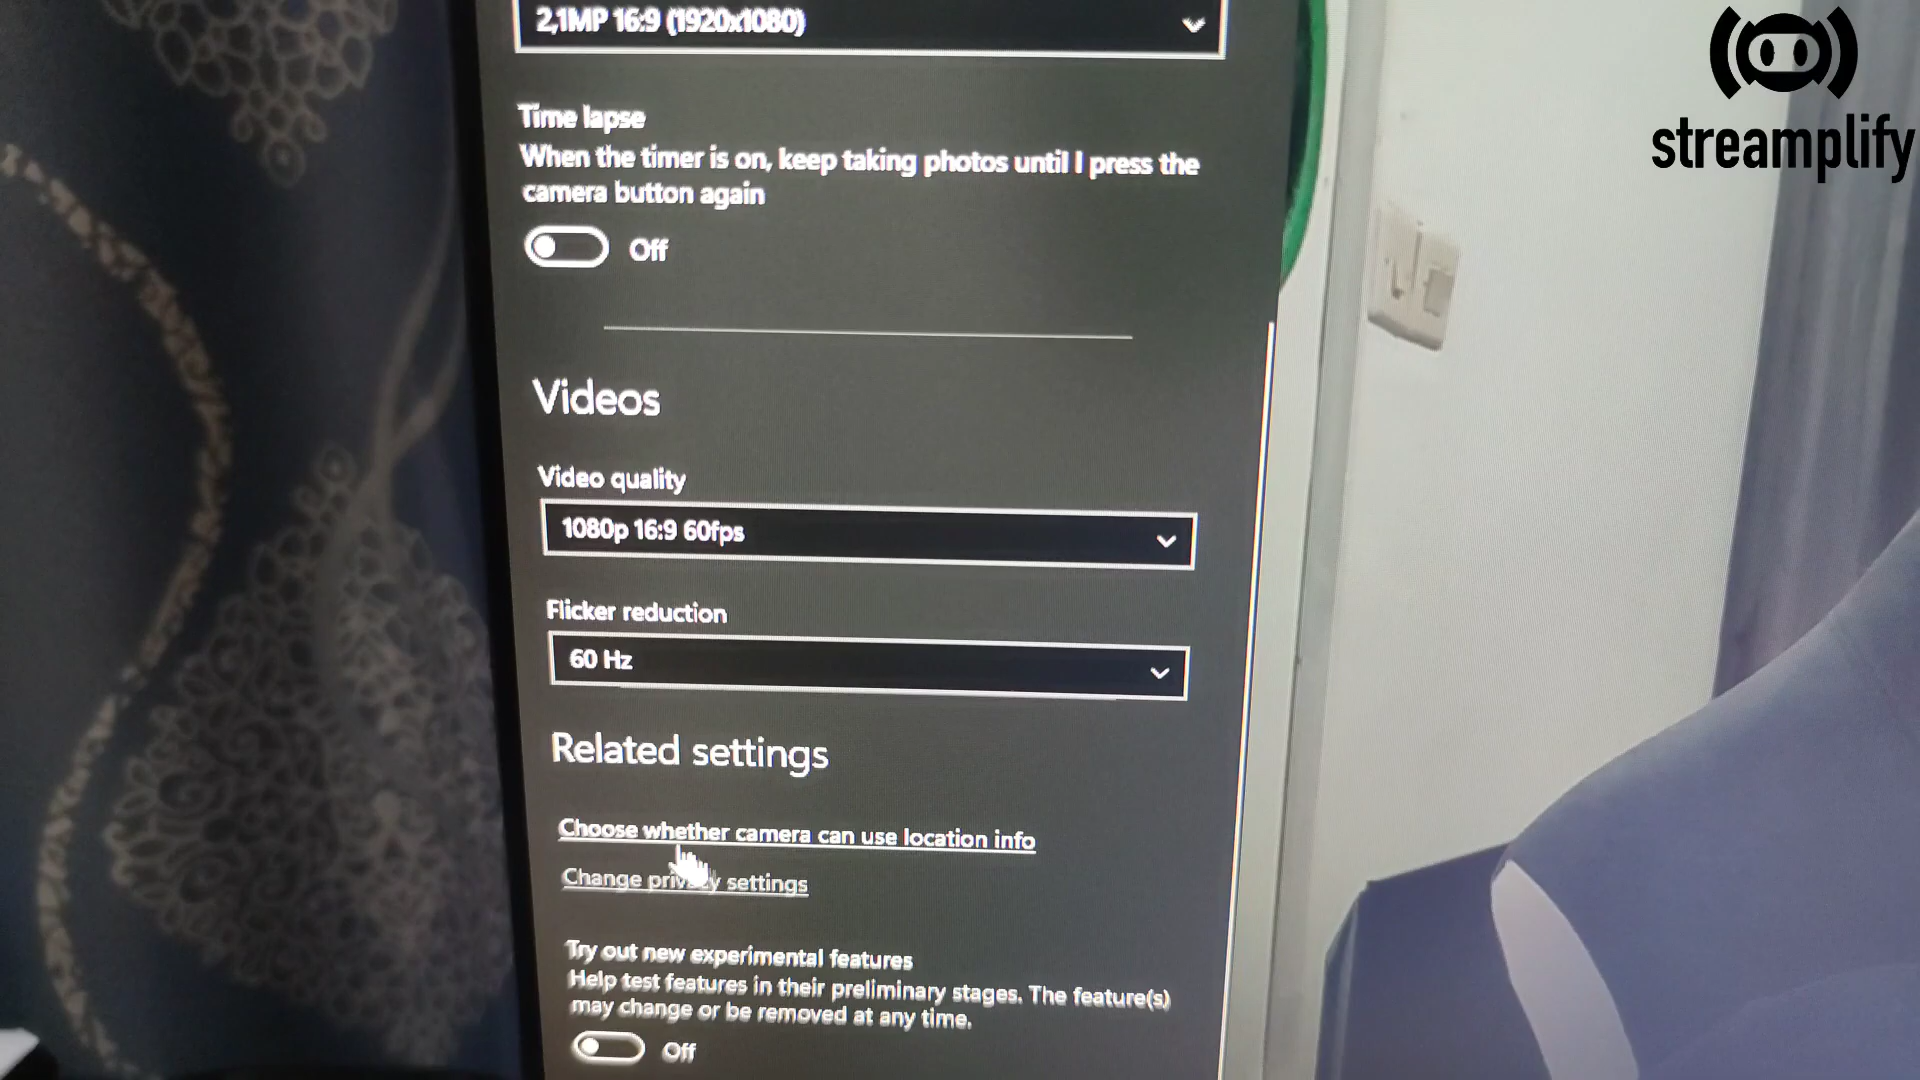 2,1MP 16:9 (1920x1080)
streamplify
Time lapse
When the timer is on, keep taking photos until I press the
camera button again
Off
Videos
Video quality
1080p 16:9 60fps
Flicker reduction
60 Hz
Related settings
Choose whether camera can use location info
Change privacy settings
Try out new experimental features
Help test features in their preliminary stages. The feature(s)
may change or be removed at any time.
Off